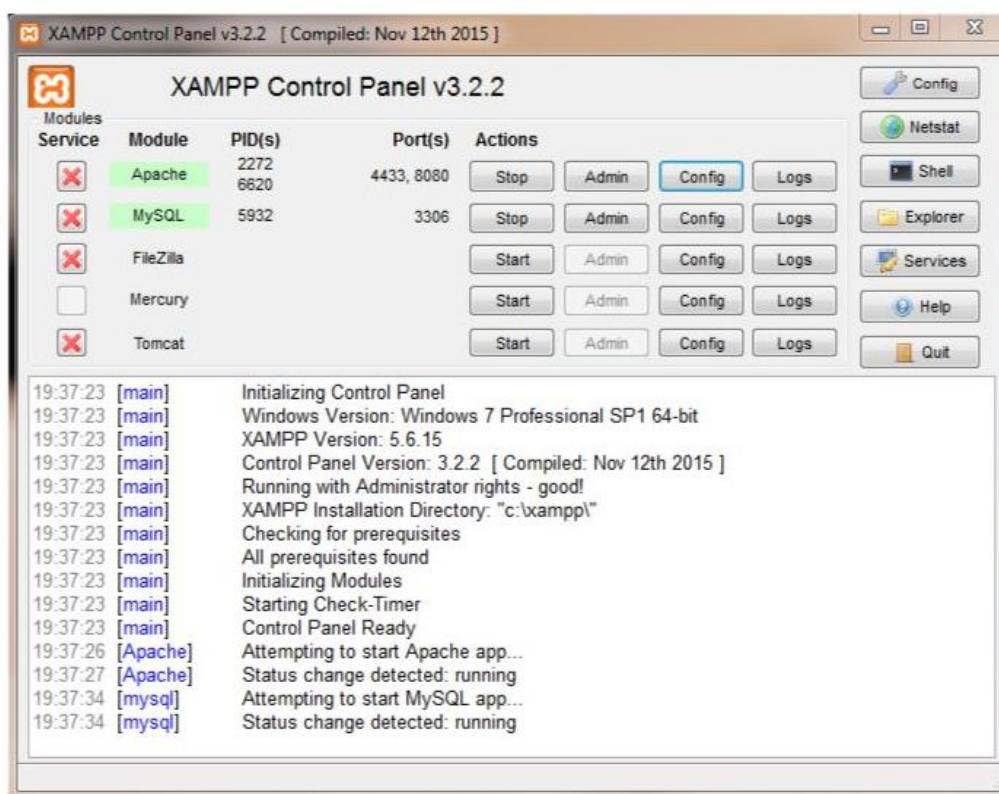 XAMPP Control Panel v3.2.2 [ Compiled: Nov 12th 2015 ]
XAMPP Control Panel v3.2.2
Config
Modules
Service Module PID(s) Port(s) Actions
Netstat
Apache 2272 6620 4433, 8080 Stop Admin Config Logs
Shell
MySQL 5932 3306 Stop Admin Config Logs
Explorer
FileZilla Start Admin Config Logs
Services
Mercury Start Admin Config Logs
Help
Tomcat Start Admin Config Logs
Quit
19:37:23 [main] Initializing Control Panel
19:37:23 [main] Windows Version: Windows 7 Professional SP1 64-bit
19:37:23 [main] XAMPP Version: 5.6.15
19:37:23 [main] Control Panel Version: 3.2.2 [ Compiled: Nov 12th 2015 ]
19:37:23 [main] Running with Administrator rights - good!
19:37:23 [main] XAMPP Installation Directory: "c:\xampp\"
19:37:23 [main] Checking for prerequisites
19:37:23 [main] All prerequisites found
19:37:23 [main] Initializing Modules
19:37:23 [main] Starting Check-Timer
19:37:23 [main] Control Panel Ready
19:37:26 [Apache] Attempting to start Apache app...
19:37:27 [Apache] Status change detected: running
19:37:34 [mysql] Attempting to start MySQL app...
19:37:34 [mysql] Status change detected: running